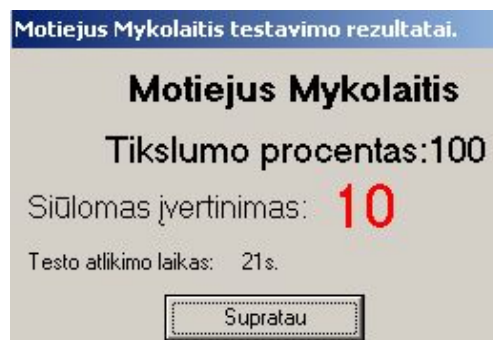 Motiejus Mykolaitis testavimo rezultatai.
Motiejus Mykolaitis
Tikslumo procentas:100
Siūlomas įvertinimas: 10
Testo atlikimo laikas: 21s.
Supratau